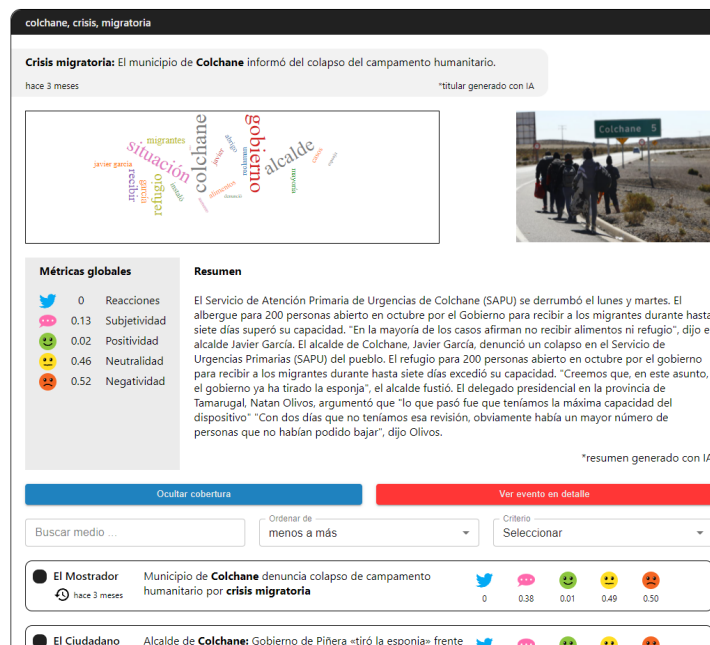 colchane, crisis, migratoria
Crisis migratoria: El municipio de Colchane informó del colapso del campamento humanitario.
hace 3 meses
*titular generado con IA
migrantes
situación
javier garcia
recibir
garcía
refugio
instaló
colchane
javier
abrigo
alimentos
gobierno
alcalde
mayoría
casos
Colchane 5
Métricas globales
0 Reacciones
0.13 Subjetividad
0.02 Positividad
0.46 Neutralidad
0.52 Negatividad
Resumen
El Servicio de Atención Primaria de Urgencias de Colchane (SAPU) se derrumbó el lunes y martes. El
albergue para 200 personas abierto en octubre por el Gobierno para recibir a los migrantes durante hasta
siete días superó su capacidad. "En la mayoría de los casos afirman no recibir alimentos ni refugio", dijo e
alcalde Javier García. El alcalde de Colchane, Javier García, denunció un colapso en el Servicio de
Urgencias Primarias (SAPU) del pueblo. El refugio para 200 personas abierto en octubre por el gobierno
para recibir a los migrantes durante hasta siete días excedió su capacidad. "Creemos que, en este asunto,
el gobierno ya ha tirado la esponja", el alcalde fustió. El delegado presidencial en la provincia de
Tamarugal, Natan Olivos, argumentó que "lo que pasó fue que teníamos la máxima capacidad del
dispositivo" "Con dos días que no teníamos esa revisión, obviamente había un mayor número de
personas que no habían podido bajar", dijo Olivos.
*resumen generado con IA
Ocultar cobertura
Ver evento en detalle
Buscar medio ...
Ordenar de
menos a más
Criterio
Seleccionar
El Mostrador
hace 3 meses
Municipio de Colchane denuncia colapso de campamento
humanitario por crisis migratoria
0 0.38 0.01 0.49 0.50
El Ciudadano
Alcalde de Colchane: Gobierno de Piñera «tiró la esponja» frente